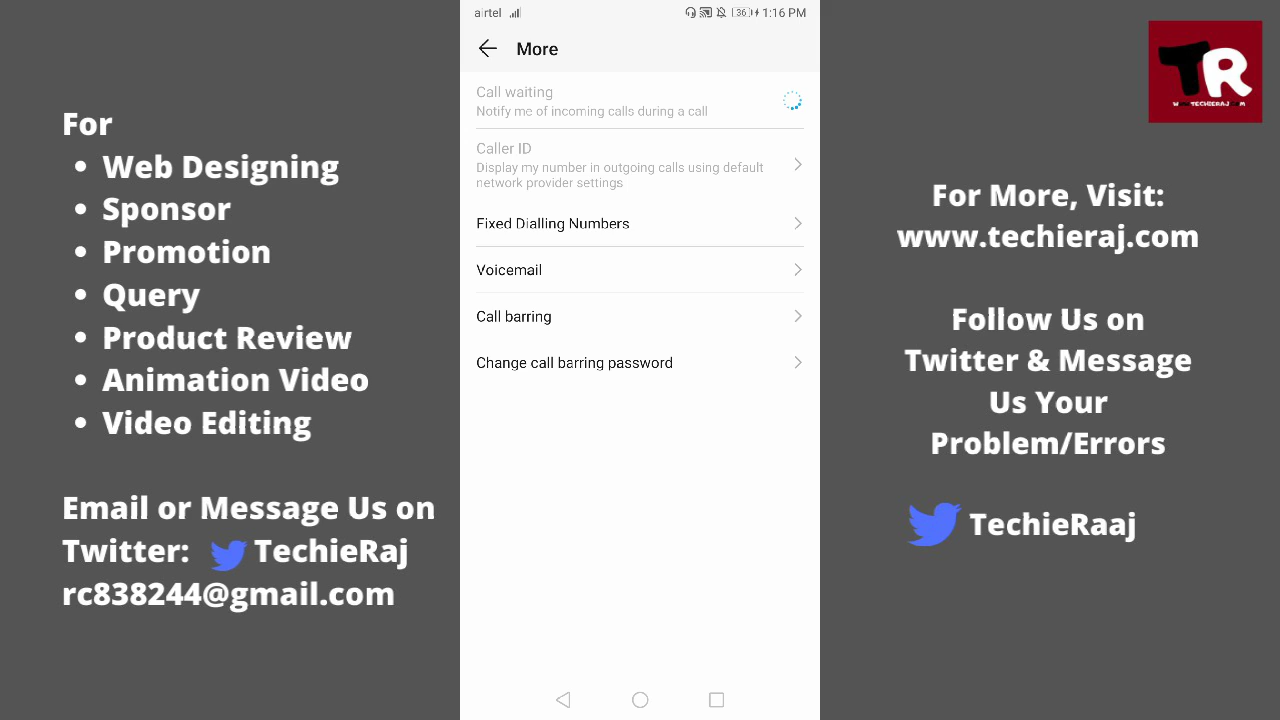 For
• Web Designing
• Sponsor
• Promotion
• Query
• Product Review
• Animation Video
• Video Editing
Email or Message Us on
Twitter: TechieRaj
rc838244@gmail.com
airtel 36 1:16 PM
More
Call waiting
Notify me of incoming calls during a call
Caller ID
Display my number in outgoing calls using default
network provider settings
Fixed Dialling Numbers
Voicemail
Call barring
Change call barring password
TR
For More, Visit:
www.techieraj.com
Follow Us on
Twitter & Message
Us Your
Problem/Errors
TechieRaaj